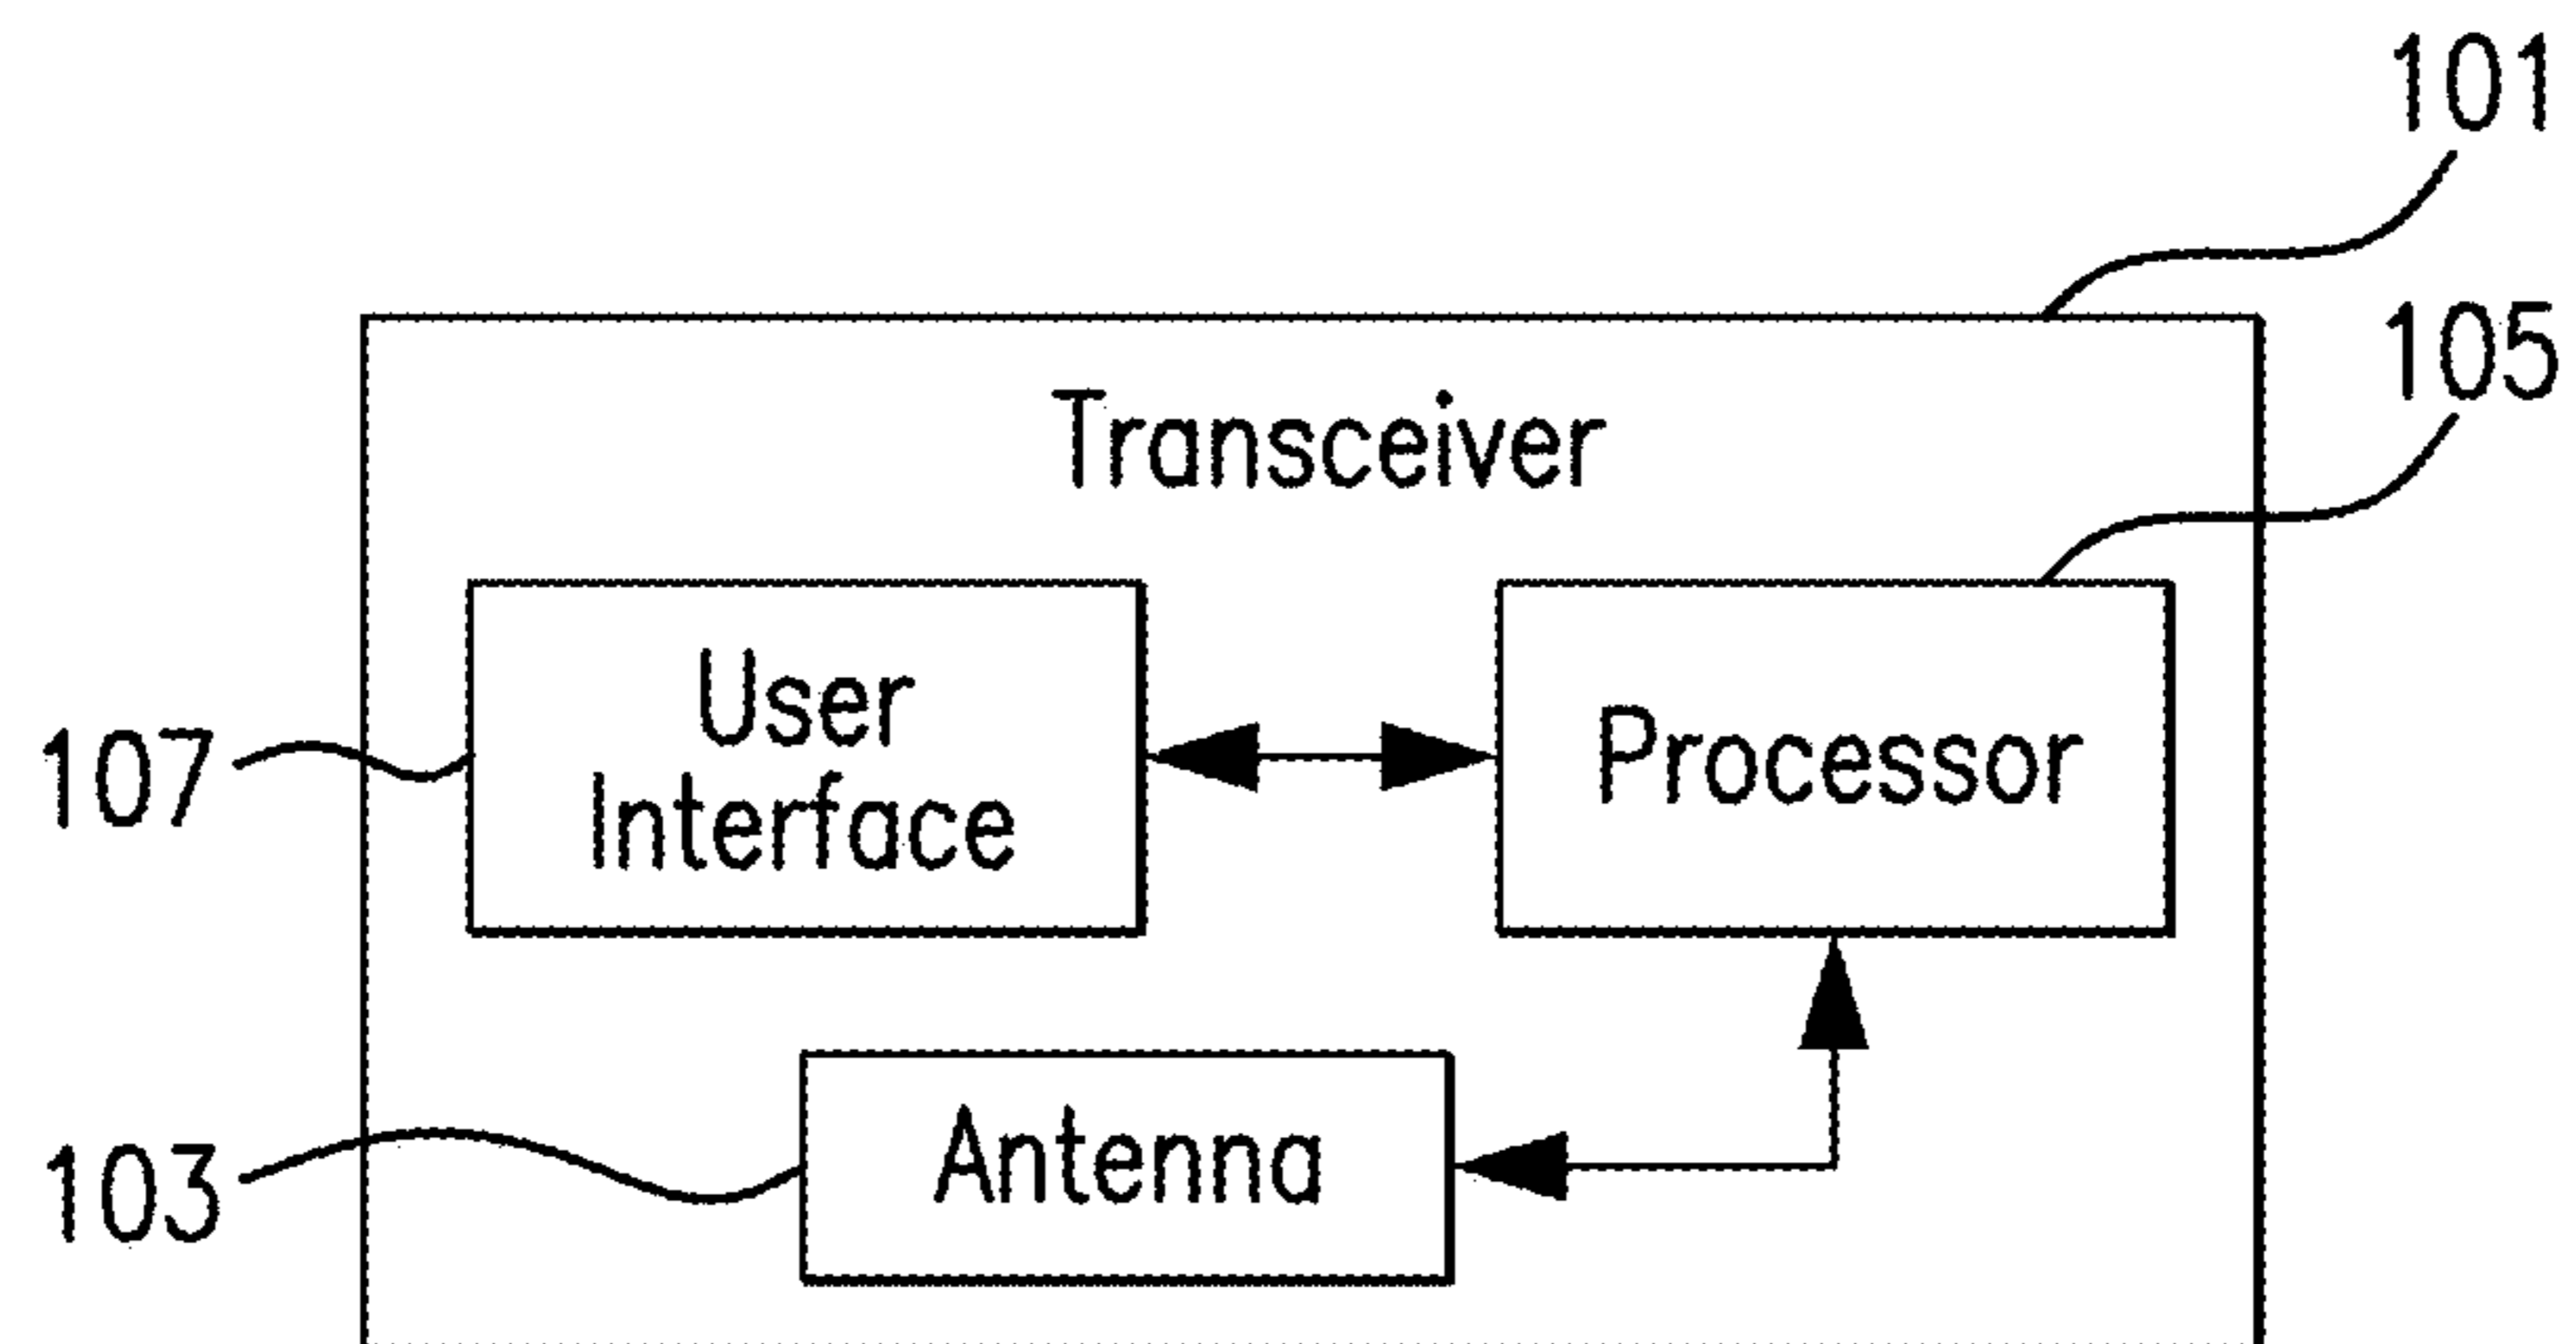 101
105
Transceiver
User
Interface
Processor
107
Antenna
103